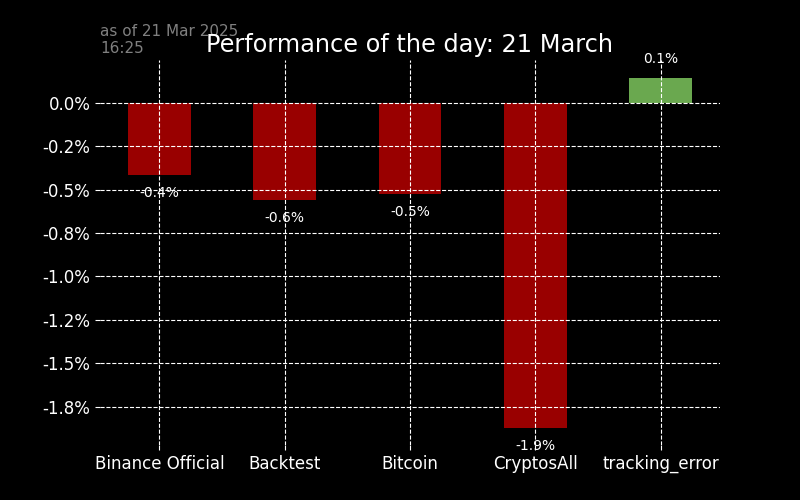 as of 21 Mar 2025
16:25
Performance of the day: 21 March
0.1%
0.0%
-0.2%
-0.5%
-0.8%
-1.0%
-1.2%
-1.5%
-1.8%
-0.4%
-0.6%
-0.5%
-1.9%
Binance Official
Backtest
Bitcoin
CryptosAll
tracking_error